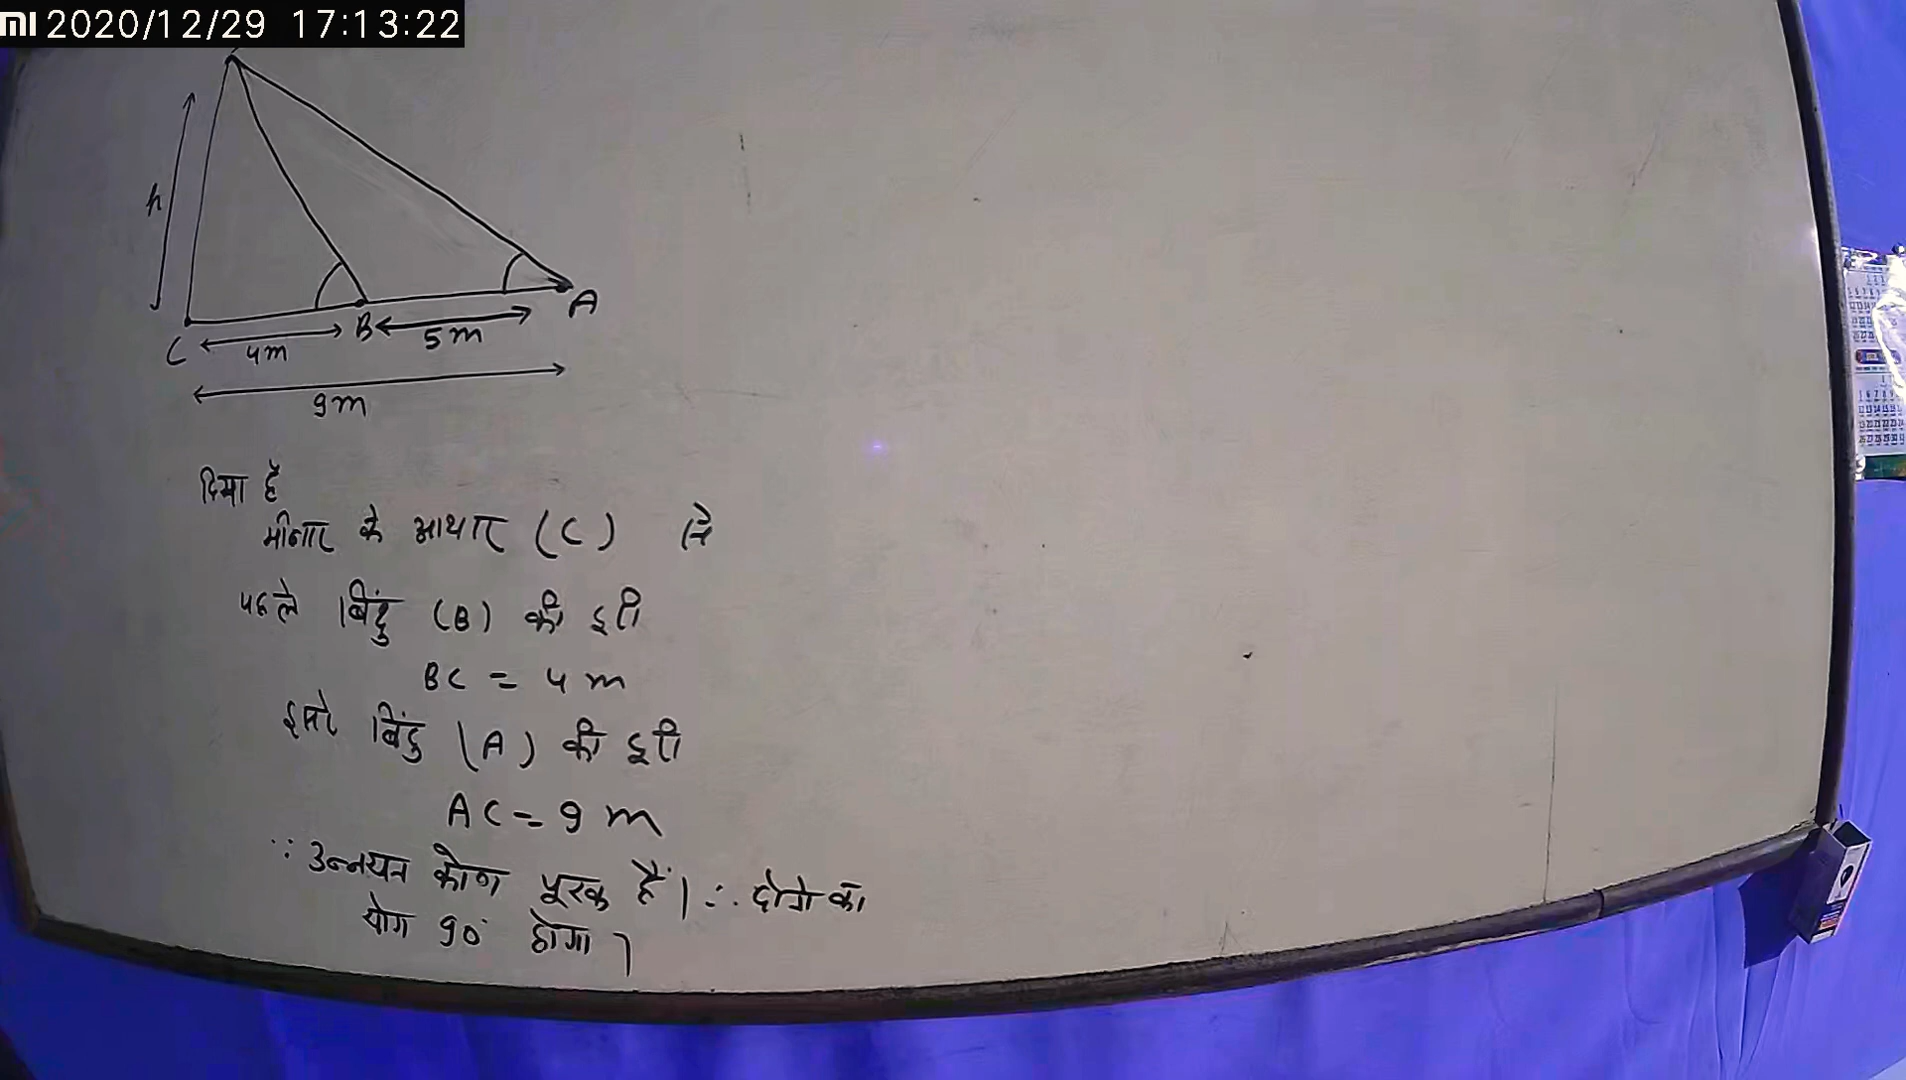 MI 2020/12/29 17:13:22
h
A
B
5m
C
4m
9m
दिया है
मीनार के आधार (C) से
पहले बिंदु (B) की दूरी
BC = 4 m
दूसरे बिंदु (A) की दूरी
AC = 9 m
∵ उन्नयन कोण पूरक हैं। ∴ दोनो का
योग 90° होगा।